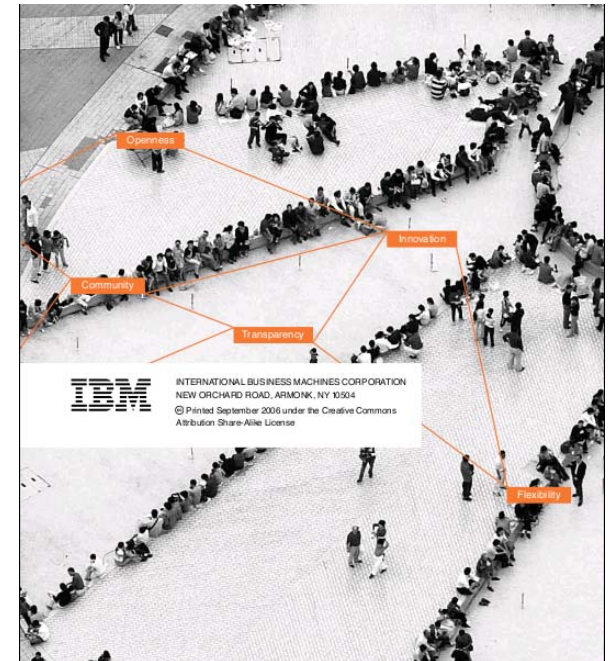 Openness
Innovation
Community
Transparency
IBM
INTERNATIONAL BUSINESS MACHINES CORPORATION
NEW ORCHARD ROAD, ARMONK, NY 10504
🅭 Printed September 2006 under the Creative Commons
Attribution Share-Alike License
Flexibility